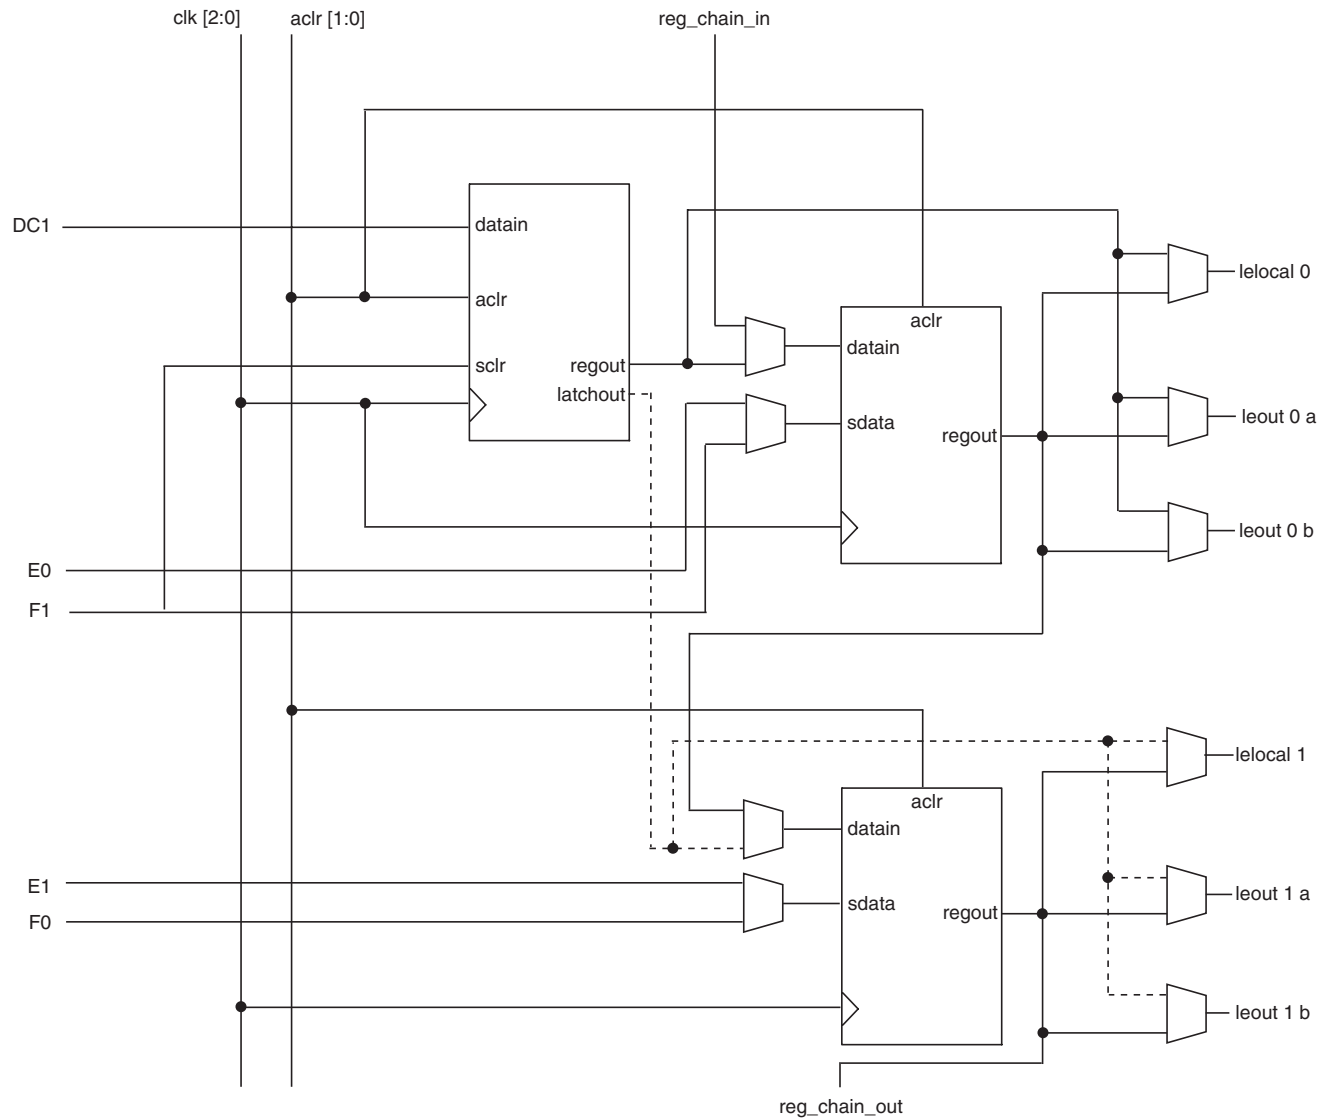 clk [2:0]
aclr [1:0]
reg_chain_in
DC1
datain
aclr
sclr
regout
latchout
aclr
datain
sdata
regout
lelocal 0
leout 0 a
leout 0 b
E0
F1
aclr
datain
sdata
regout
lelocal 1
leout 1 a
leout 1 b
E1
F0
reg_chain_out